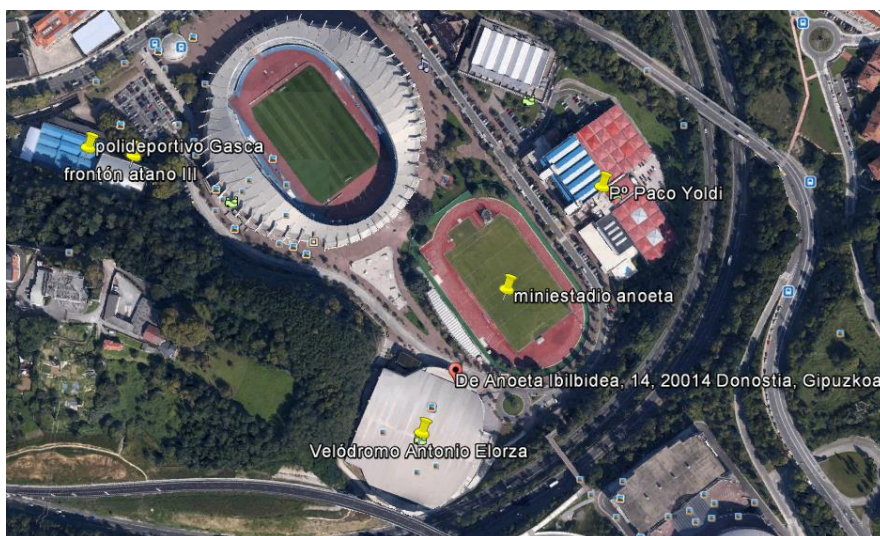 polideportivo Gasca
frontón atano III
Pº Paco Yoldi
miniestadio anoeta
De Anoeta Ibilbidea, 14, 20014 Donostia, Gipuzkoa
Velódromo Antonio Elorza